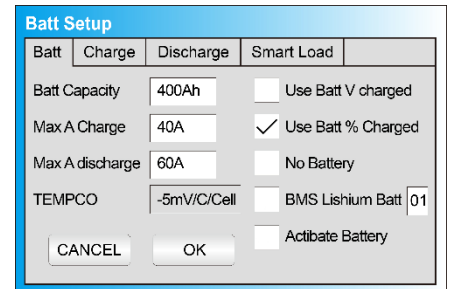 Batt Setup
Batt Charge Discharge Smart Load
Batt Capacity 400Ah Use Batt V charged
Max A Charge 40A Use Batt % Charged
Max A discharge 60A No Battery
TEMPCO -5mV/C/Cell BMS Lishium Batt 01
CANCEL OK Actibate Battery